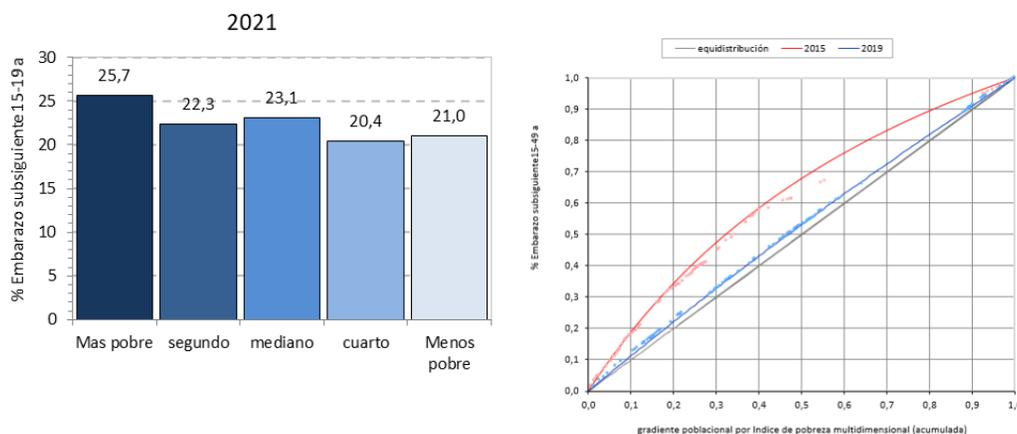 2021
% Embarazo subsiguiente15-19 a
30
25
20
15
10
5
0
25,7
22,3
23,1
20,4
21,0
Mas pobre
segundo
mediano
cuarto
Menos
pobre
equidistribución
2015
2019
% Embarazo subsiguiente15-49 a
1,0
0,9
0,8
0,7
0,6
0,5
0,4
0,3
0,2
0,1
0,0
0,0 0,1 0,2 0,3 0,4 0,5 0,6 0,7 0,8 0,9 1,
gradiente poblacional por Indice de pobreza multidimensional (acumulada)